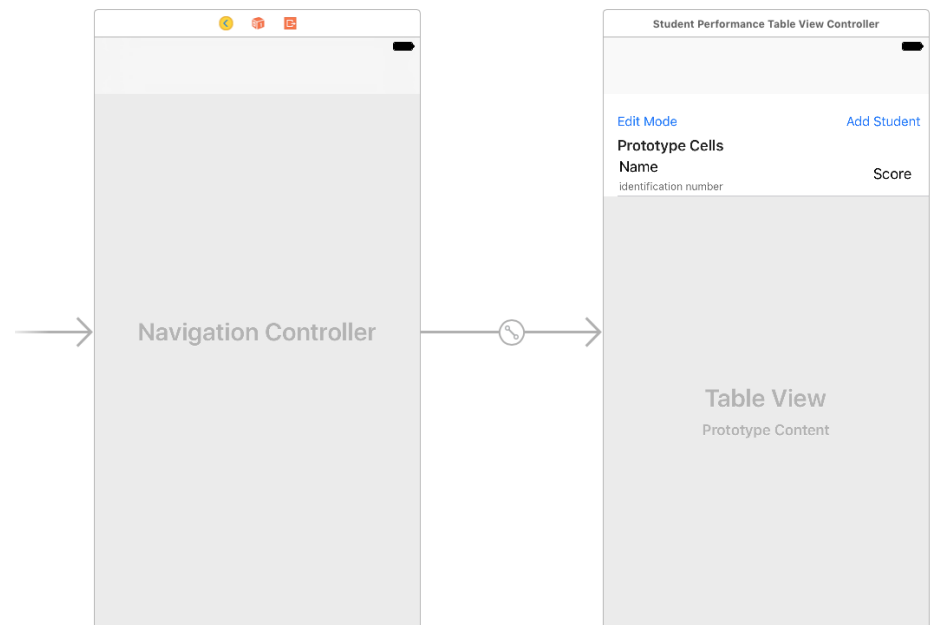 Student Performance Table View Controller
Edit Mode
Add Student
Prototype Cells
Name
Score
identification number
Navigation Controller
Table View
Prototype Content